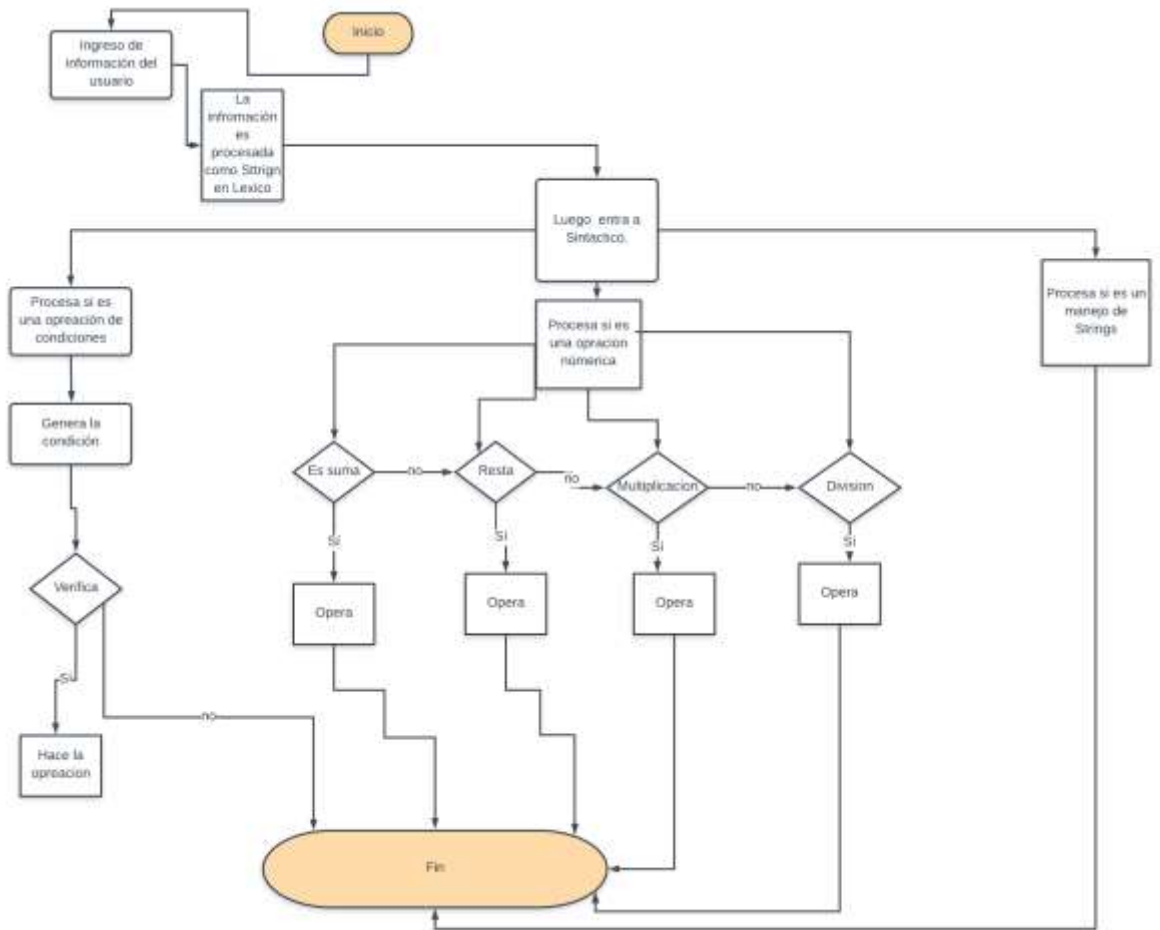 Inicio
Ingreso de
información del
usuario
La
infromación
es
procesada
como Sttrign
en Lexico
Luego entra a
Sintactico.
Procesa si es
una opreación de
condiciones
Procesa si es
una opracion
númerica
Procesa si es un
manejo de
Strings
Genera la
condición
Es suma
no
Resta
no
Multiplicacion
no
Division
Si
Si
Si
Si
Verifica
Opera
Opera
Opera
Opera
Si
no
Hace la
opreacion
Fin